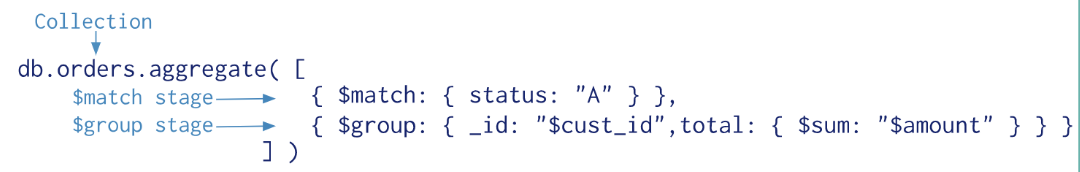 Collection
db.orders.aggregate( [
$match stage { $match: { status: "A" } },
$group stage { $group: { _id: "$cust_id",total: { $sum: "$amount" } } }
] )